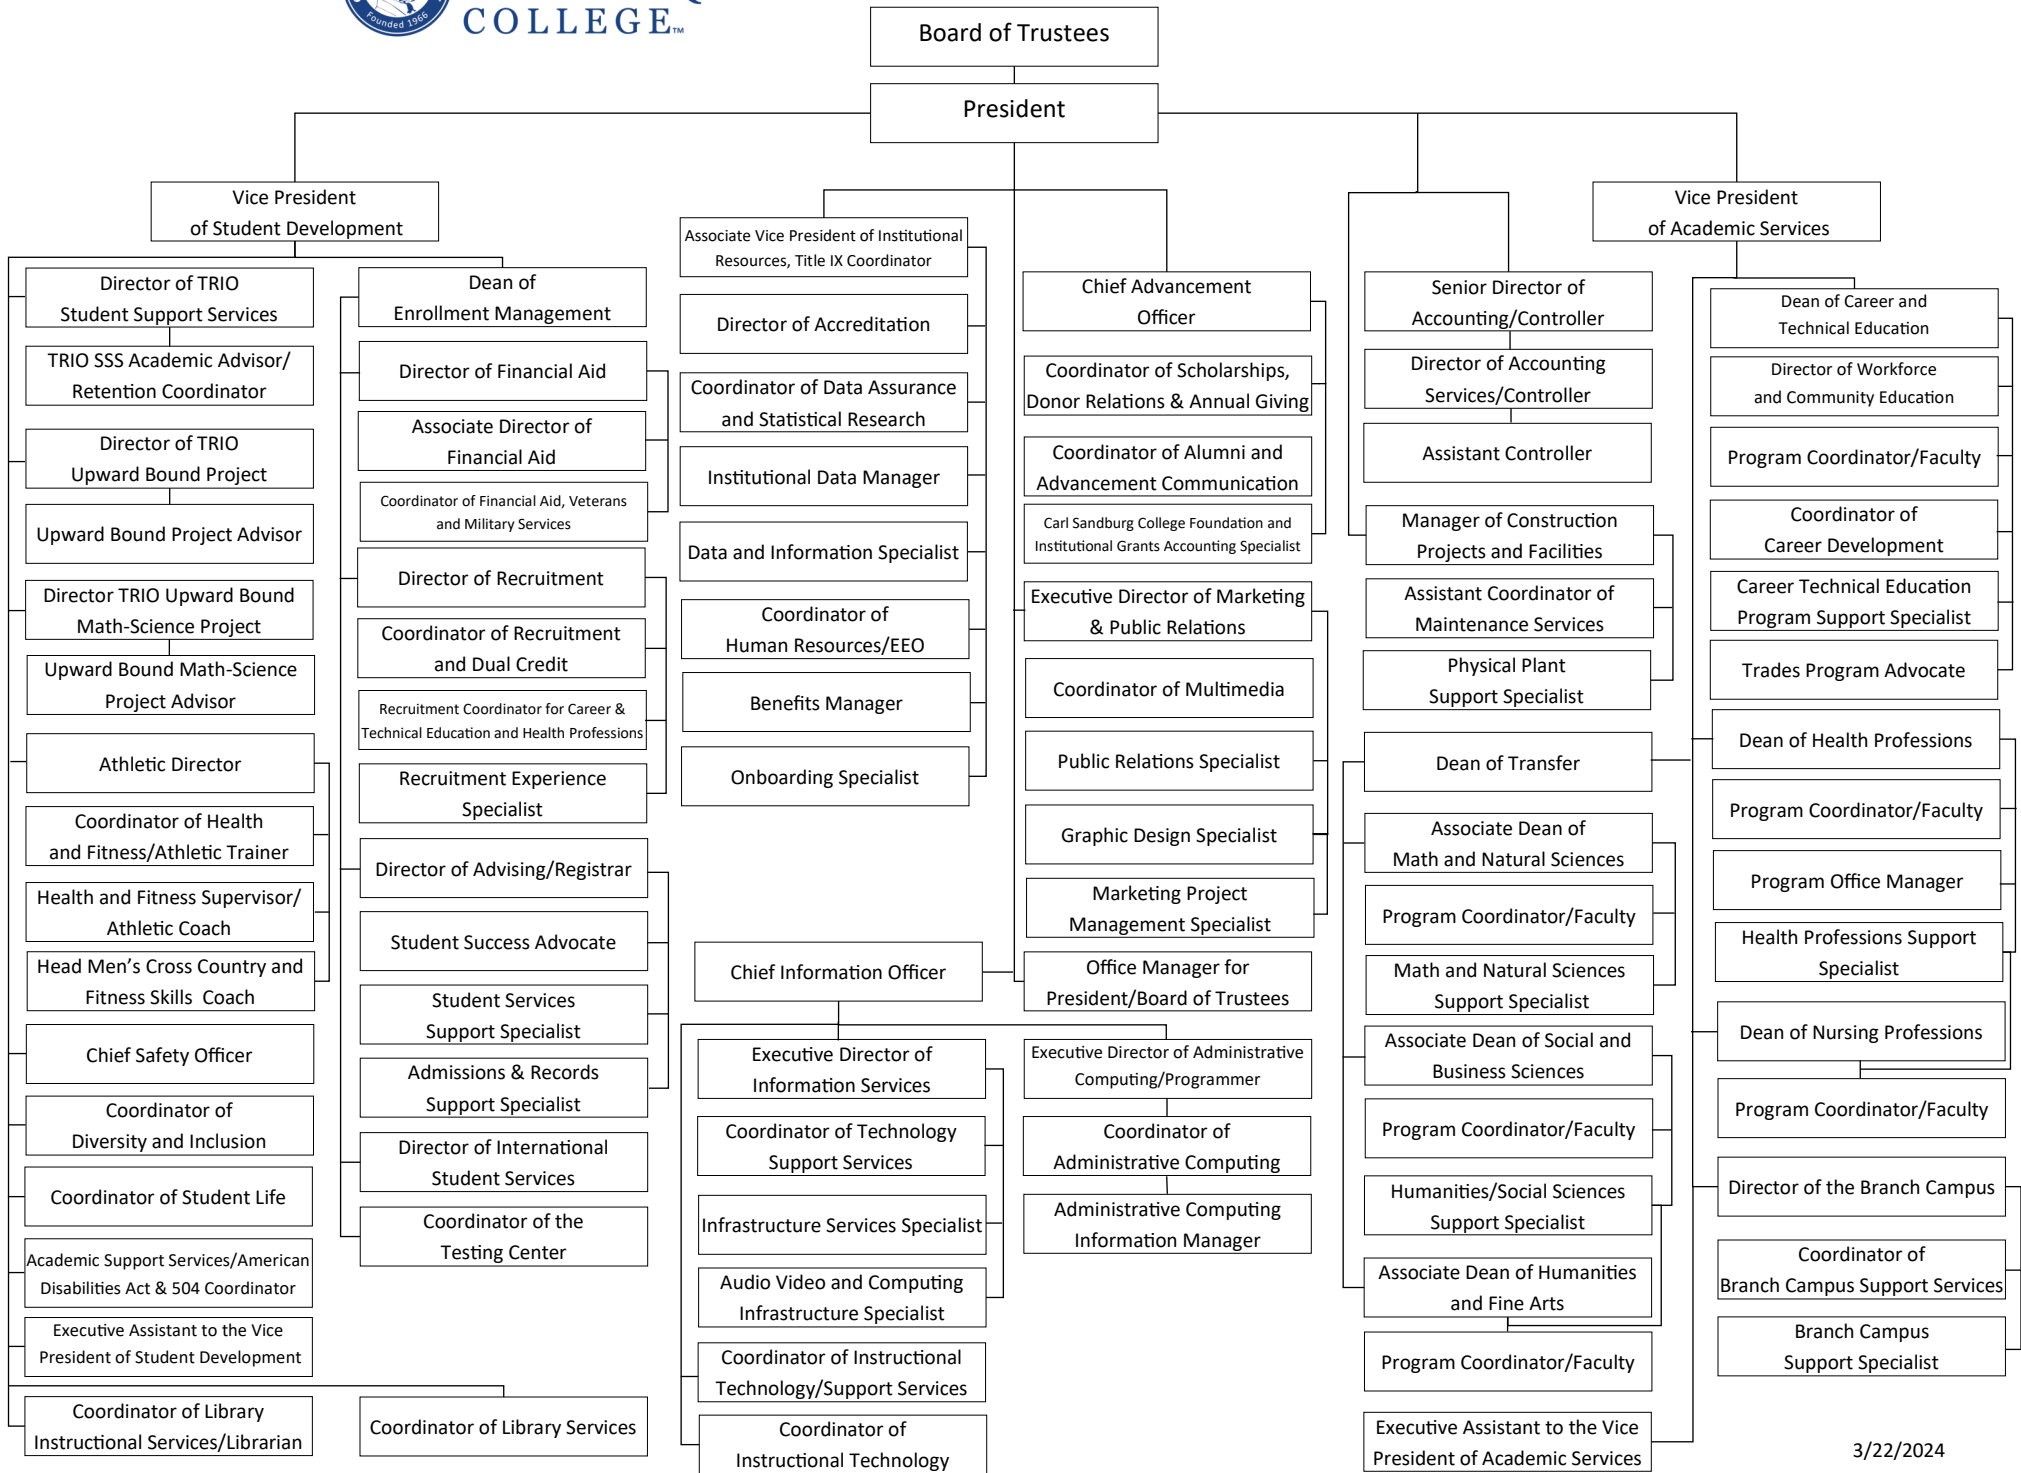 Founded 1966
COLLEGE™
Board of Trustees
President
Vice President
of Student Development
Director of TRIO
Student Support Services
TRIO SSS Academic Advisor/
Retention Coordinator
Director of TRIO
Upward Bound Project
Upward Bound Project Advisor
Director TRIO Upward Bound
Math-Science Project
Upward Bound Math-Science
Project Advisor
Athletic Director
Coordinator of Health
and Fitness/Athletic Trainer
Health and Fitness Supervisor/
Athletic Coach
Head Men’s Cross Country and
Fitness Skills Coach
Chief Safety Officer
Coordinator of
Diversity and Inclusion
Coordinator of Student Life
Academic Support Services/American
Disabilities Act & 504 Coordinator
Executive Assistant to the Vice
President of Student Development
Coordinator of Library
Instructional Services/Librarian
Dean of
Enrollment Management
Director of Financial Aid
Associate Director of
Financial Aid
Coordinator of Financial Aid, Veterans
and Military Services
Director of Recruitment
Coordinator of Recruitment
and Dual Credit
Recruitment Coordinator for Career &
Technical Education and Health Professions
Recruitment Experience
Specialist
Director of Advising/Registrar
Student Success Advocate
Student Services
Support Specialist
Admissions & Records
Support Specialist
Director of International
Student Services
Coordinator of the
Testing Center
Coordinator of Library Services
Associate Vice President of Institutional
Resources, Title IX Coordinator
Director of Accreditation
Coordinator of Data Assurance
and Statistical Research
Institutional Data Manager
Data and Information Specialist
Coordinator of
Human Resources/EEO
Benefits Manager
Onboarding Specialist
Chief Advancement
Officer
Coordinator of Scholarships,
Donor Relations & Annual Giving
Coordinator of Alumni and
Advancement Communication
Carl Sandburg College Foundation and
Institutional Grants Accounting Specialist
Executive Director of Marketing
& Public Relations
Coordinator of Multimedia
Public Relations Specialist
Graphic Design Specialist
Marketing Project
Management Specialist
Office Manager for
President/Board of Trustees
Chief Information Officer
Executive Director of
Information Services
Coordinator of Technology
Support Services
Infrastructure Services Specialist
Audio Video and Computing
Infrastructure Specialist
Coordinator of Instructional
Technology/Support Services
Coordinator of
Instructional Technology
Executive Director of Administrative
Computing/Programmer
Coordinator of
Administrative Computing
Administrative Computing
Information Manager
Senior Director of
Accounting/Controller
Director of Accounting
Services/Controller
Assistant Controller
Manager of Construction
Projects and Facilities
Assistant Coordinator of
Maintenance Services
Physical Plant
Support Specialist
Vice President
of Academic Services
Dean of Transfer
Associate Dean of
Math and Natural Sciences
Program Coordinator/Faculty
Math and Natural Sciences
Support Specialist
Associate Dean of Social and
Business Sciences
Program Coordinator/Faculty
Humanities/Social Sciences
Support Specialist
Associate Dean of Humanities
and Fine Arts
Program Coordinator/Faculty
Executive Assistant to the Vice
President of Academic Services
Dean of Career and
Technical Education
Director of Workforce
and Community Education
Program Coordinator/Faculty
Coordinator of
Career Development
Career Technical Education
Program Support Specialist
Trades Program Advocate
Dean of Health Professions
Program Coordinator/Faculty
Program Office Manager
Health Professions Support
Specialist
Dean of Nursing Professions
Program Coordinator/Faculty
Director of the Branch Campus
Coordinator of
Branch Campus Support Services
Branch Campus
Support Specialist
3/22/2024